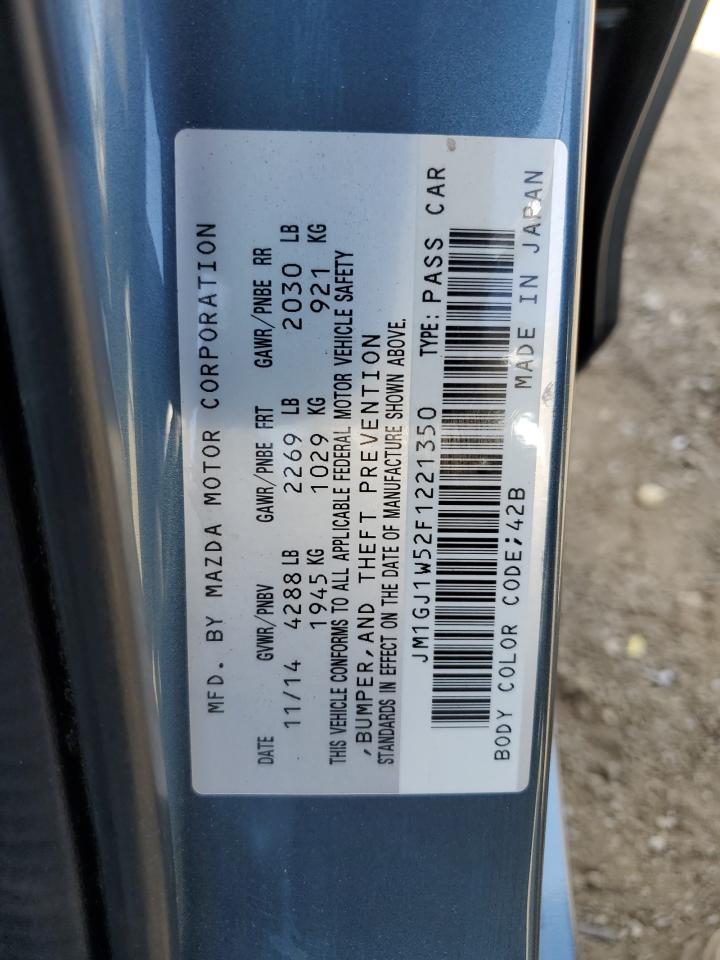 MFD. BY MAZDA MOTOR CORPORATION
DATE GVWR/PNBV GAWR/PNBE FRT GAWR/PNBE RR
11/14 4288 LB 2269 LB 2030 LB
1945 KG 1029 KG 921 KG
THIS VEHICLE CONFORMS TO ALL APPLICABLE FEDERAL MOTOR VEHICLE SAFETY
,BUMPER,AND THEFT PREVENTION
STANDARDS IN EFFECT ON THE DATE OF MANUFACTURE SHOWN ABOVE.
JM1GJ1W52F1221350 TYPE: PASS CAR
BODY COLOR CODE;42B MADE IN JAPAN